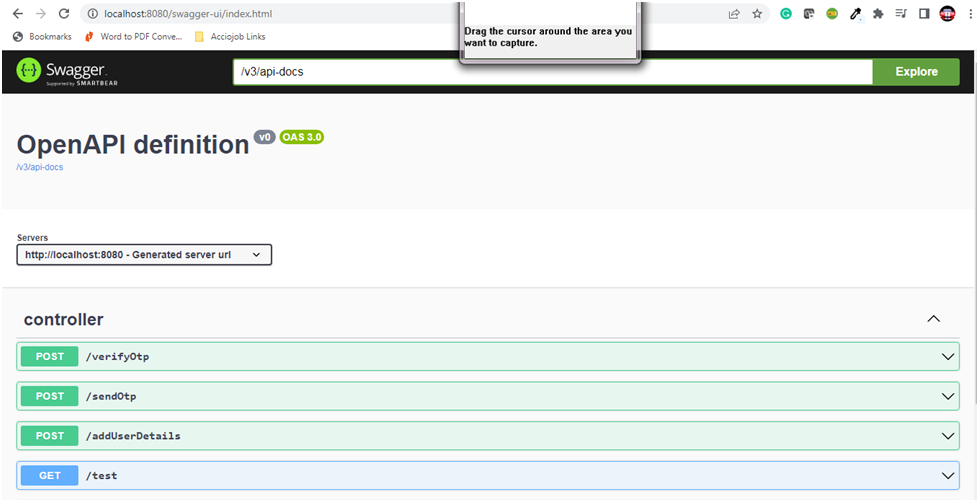 localhost:8080/swagger-ui/index.html
Drag the cursor around the area you
want to capture.
Bookmarks Word to PDF Conve... Acciojob Links
Swagger.
Supported by SMARTBEAR
/v3/api-docs Explore
OpenAPI definition v0 OAS 3.0
/v3/api-docs
Servers
http://localhost:8080 - Generated server url
controller
POST /verifyOtp
POST /sendOtp
POST /addUserDetails
GET /test